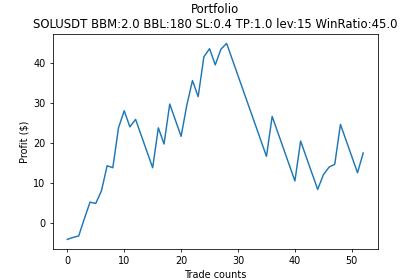 Portfolio
SOLUSDT BBM:2.0 BBL:180 SL:0.4 TP:1.0 lev:15 WinRatio:45.0
Profit ($)
40
30
20
10
0
0 10 20 30 40 50
Trade counts